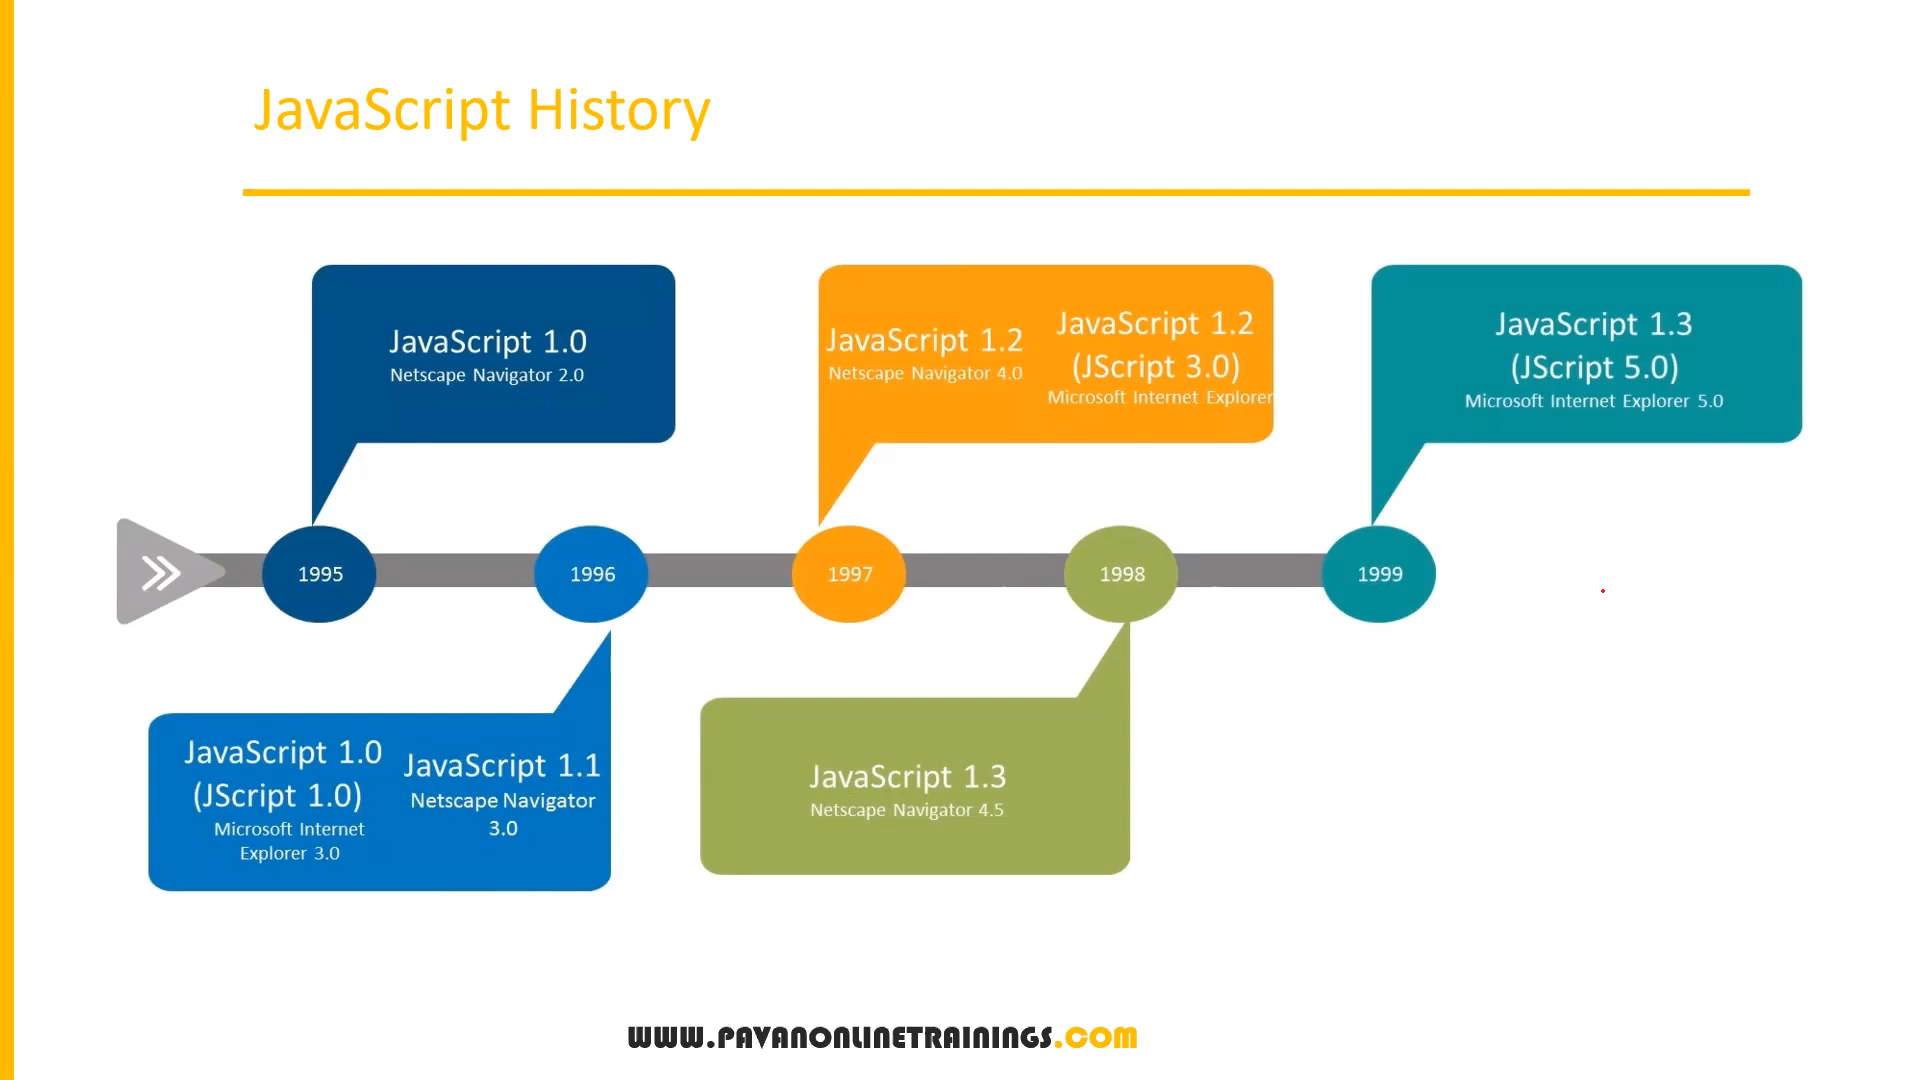 JavaScript History
JavaScript 1.0
Netscape Navigator 2.0
JavaScript 1.2
Netscape Navigator 4.0
JavaScript 1.2
(JScript 3.0)
Microsoft Internet Explorer
JavaScript 1.3
(JScript 5.0)
Microsoft Internet Explorer 5.0
1995
1996
1997
1998
1999
JavaScript 1.0
(JScript 1.0)
Microsoft Internet
Explorer 3.0
JavaScript 1.1
Netscape Navigator
3.0
JavaScript 1.3
Netscape Navigator 4.5
WWW.PAVANONLINETRAININGS.COM